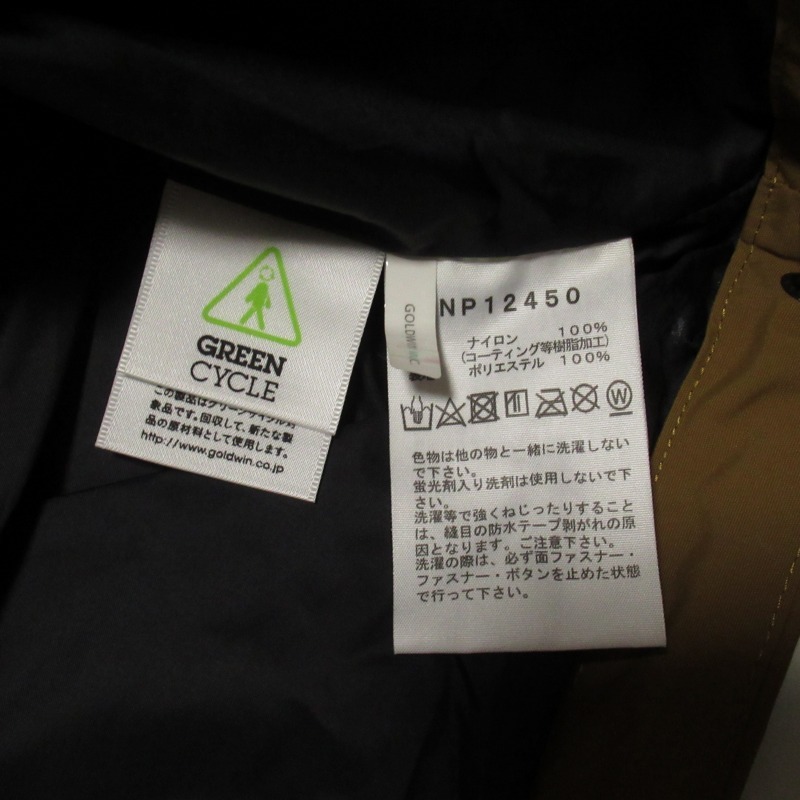 GREEN
CYCLE
この製品はグリーンサイクル対
象品です。回収して、新たな製
品の原材料として使用します。
http://www.goldwin.co.jp
NP12450
ナイロン 100%
(コーティング等樹脂加工)
ポリエステル 100%
W
色物は他の物と一緒に洗濯しない
で下さい。
蛍光剤入り洗剤は使用しないで下
さい。
洗濯等で強くねじったりすること
は、縫目の防水テープ剝がれの原
因となります。ご注意下さい。
洗濯の際は、必ず面ファスナー・
ファスナー・ボタンを止めた状態
で行って下さい。